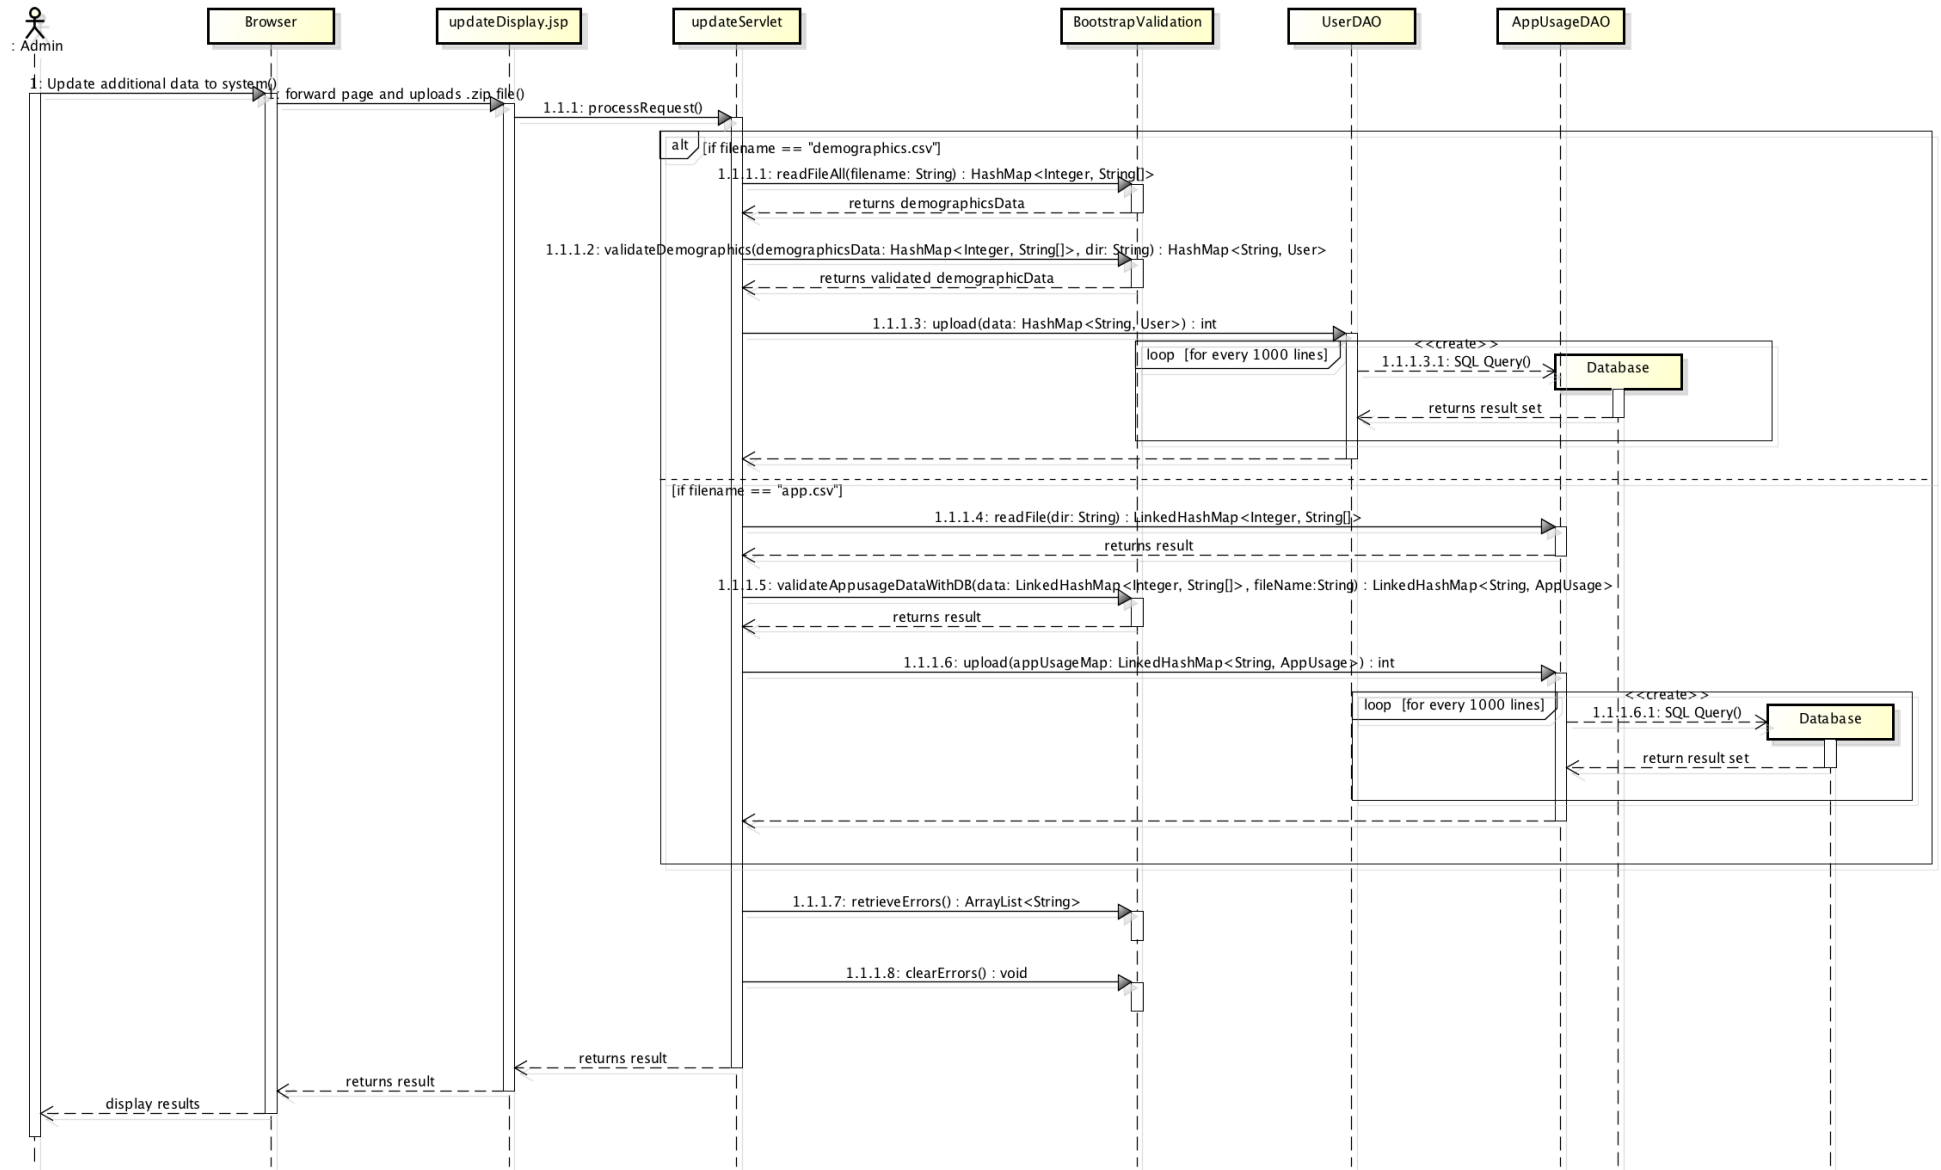 : Admin
Browser
updateDisplay.jsp
updateServlet
BootstrapValidation
UserDAO
AppUsageDAO
1: Update additional data to system()
1: forward page and uploads .zip file()
1.1.1: processRequest()
alt
[if filename == "demographics.csv"]
1.1.1.1: readFileAll(filename: String) : HashMap<Integer, String[]>
returns demographicsData
1.1.1.2: validateDemographics(demographicsData: HashMap<Integer, String[]>, dir: String) : HashMap<String, User>
returns validated demographicData
1.1.1.3: upload(data: HashMap<String, User>) : int
loop [for every 1000 lines]
<<create>>
1.1.1.3.1: SQL Query()
Database
returns result set
[if filename == "app.csv"]
1.1.1.4: readFile(dir: String) : LinkedHashMap<Integer, String[]>
returns result
1.1.1.5: validateAppusageDataWithDB(data: LinkedHashMap<Integer, String[]>, fileName:String) : LinkedHashMap<String, AppUsage>
returns result
1.1.1.6: upload(appUsageMap: LinkedHashMap<String, AppUsage>) : int
loop [for every 1000 lines]
<<create>>
1.1.1.6.1: SQL Query()
Database
return result set
1.1.1.7: retrieveErrors() : ArrayList<String>
1.1.1.8: clearErrors() : void
returns result
returns result
display results